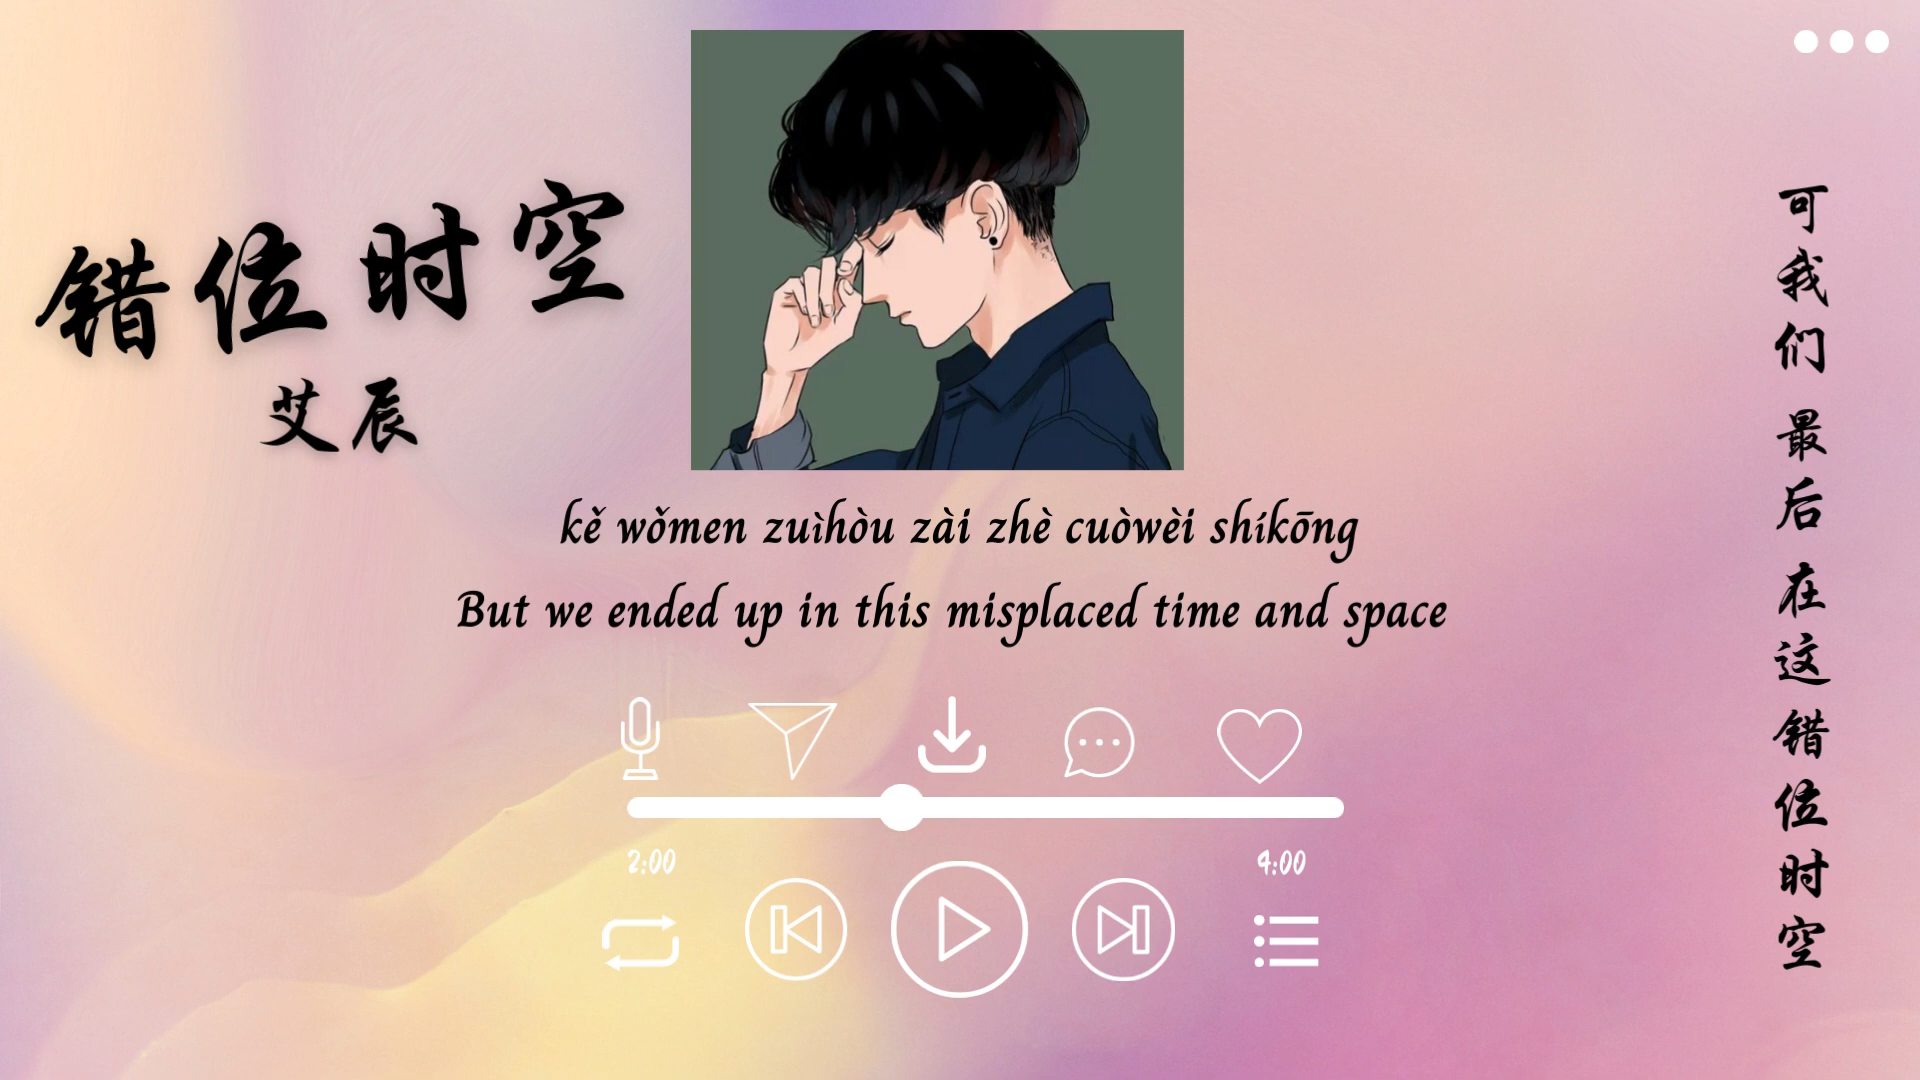 错位时空
艾辰
kě wǒmen zuìhòu zài zhè cuòwèi shíkōng
But we ended up in this misplaced time and space
2:00
4:00
可我们 最后 在这 错位时空